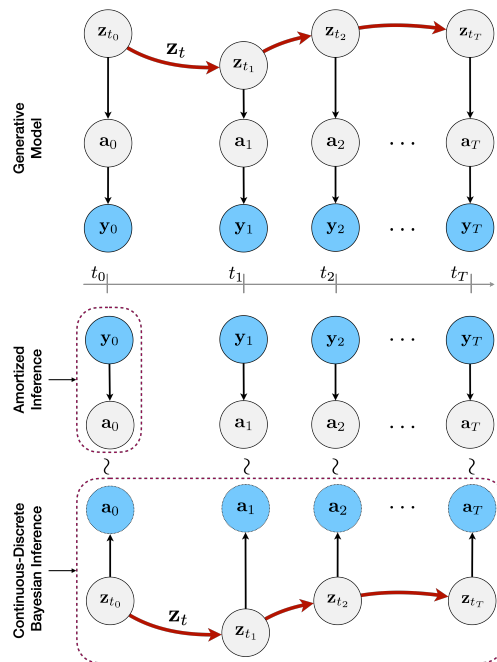 Generative
Model
z_{t_0} z_t z_{t_1} z_{t_2} z_{t_T}
a_0 a_1 a_2 ... a_T
y_0 y_1 y_2 ... y_T
t_0 t_1 t_2 t_T
Amortized
Inference
y_0 y_1 y_2 ... y_T
a_0 a_1 a_2 ... a_T
~ ~ ~ ~
Continuous-Discrete
Bayesian Inference
a_0 a_1 a_2 ... a_T
z_{t_0} z_t z_{t_1} z_{t_2} z_{t_T}